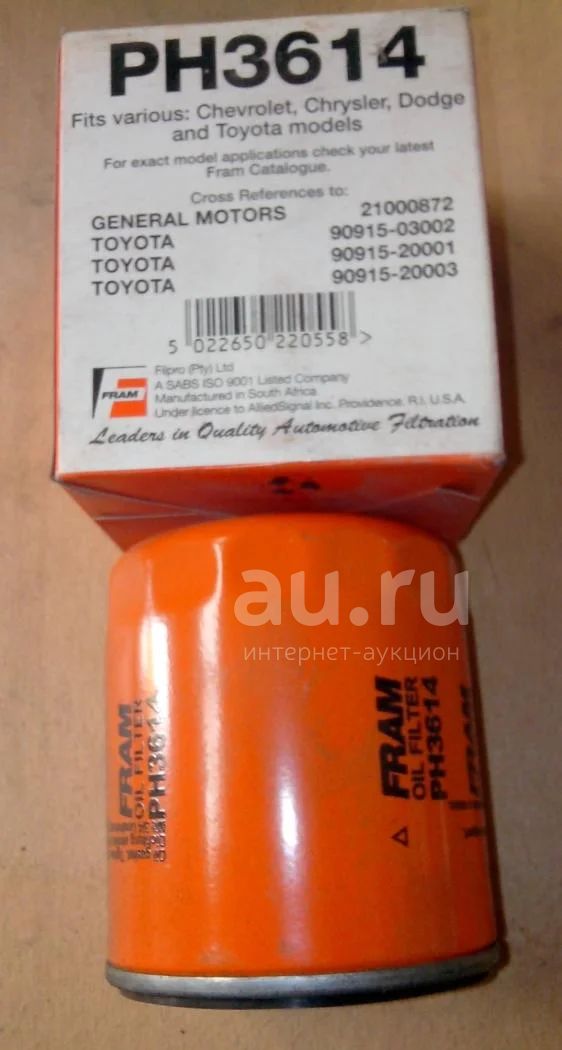 PH3614
Fits various: Chevrolet, Chrysler, Dodge
and Toyota models
For exact model applications check your latest
Fram Catalogue.
Cross References to:
GENERAL MOTORS 21000872
TOYOTA 90915-03002
TOYOTA 90915-20001
TOYOTA 90915-20003
5 022650 220558 >
FRAM
Filpro (Pty) Ltd
A SABS ISO 9001 Listed Company
Manufactured in South Africa
Under licence to AlliedSignal Inc. Providence, R.I. U.S.A.
Leaders in Quality Automotive Filtration
au.ru
интернет-аукцион
FRAM
OIL FILTER
PH3614
FRAM
OIL FILTER
PH3614
FRAM